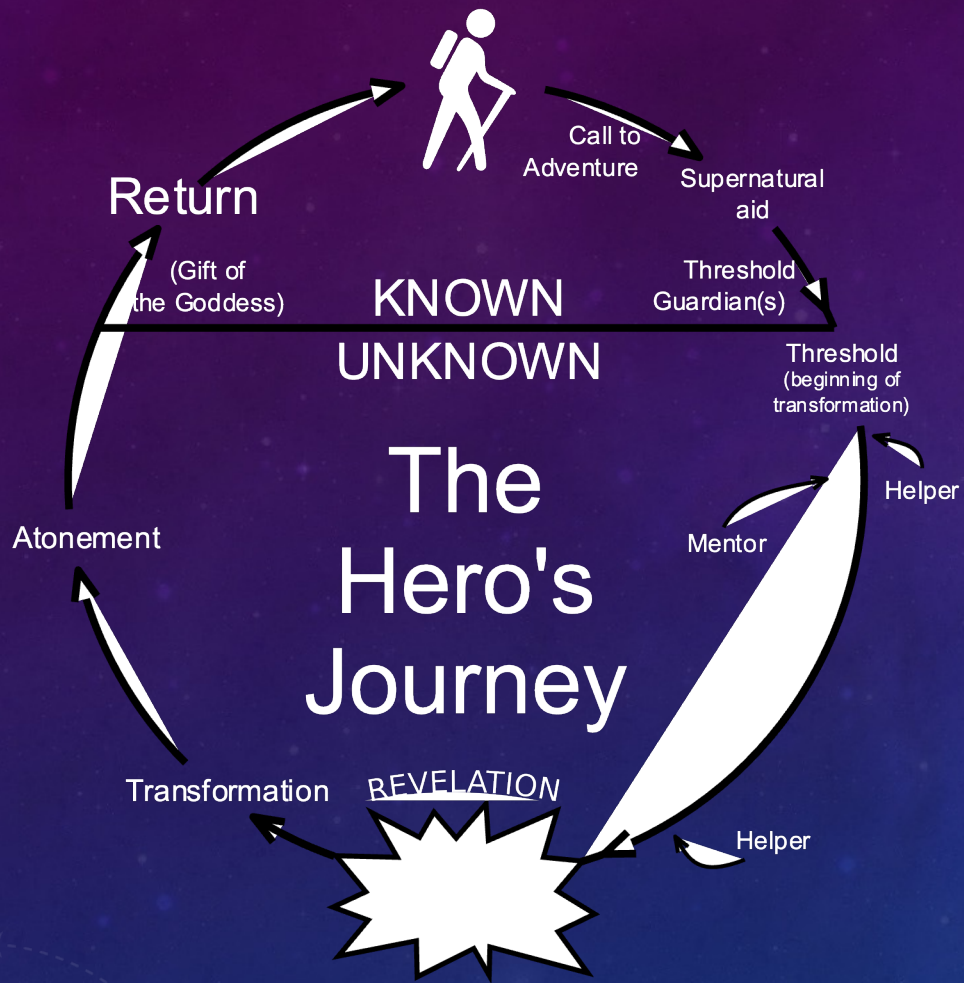 Call to
Adventure
Supernatural
aid
Return
(Gift of
the Goddess)
KNOWN
Threshold
Guardian(s)
UNKNOWN
Threshold
(beginning of
transformation)
The
Hero's
Journey
Helper
Mentor
Atonement
Transformation
REVELATION
Helper